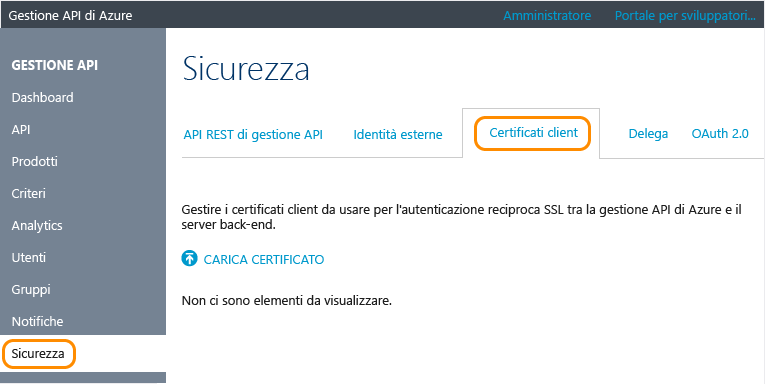 Gestione API di Azure
Amministratore
Portale per sviluppatori...
GESTIONE API
Dashboard
API
Prodotti
Criteri
Analytics
Utenti
Gruppi
Notifiche
Sicurezza
Sicurezza
API REST di gestione API
Identità esterne
Certificati client
Delega
OAuth 2.0
Gestire i certificati client da usare per l'autenticazione reciproca SSL tra la gestione API di Azure e il
server back-end.
CARICA CERTIFICATO
Non ci sono elementi da visualizzare.